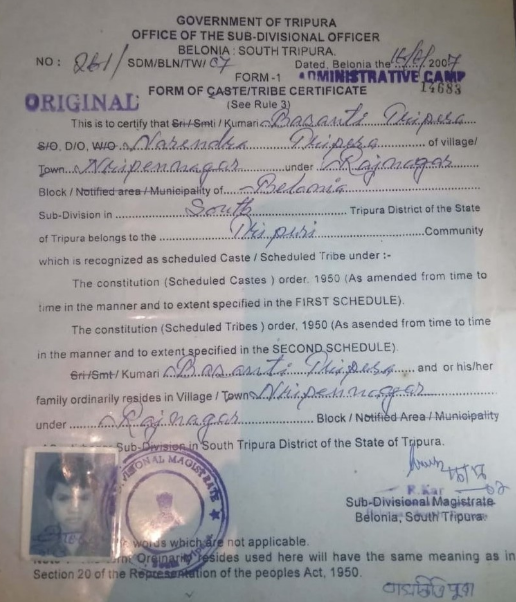 GOVERNMENT OF TRIPURA
OFFICE OF THE SUB-DIVISIONAL OFFICER
BELONIA : SOUTH TRIPURA.
NO : 261/ SDM/BLN/TW/ 07 Dated, Belonia the 16/6/2007
FORM -1 ADMINISTRATIVE CAMP
ORIGINAL FORM OF CASTE/TRIBE CERTIFICATE 14683
(See Rule 3)
This is to certify that Sri / Smti / Kumari Basanti Tripura
S/O, D/O, W/O Narendra Tripura of village/
Town Nripennagar under Rajnagar
Block / Notified area / Municipality of Belonia
Sub-Division in South Tripura District of the State
of Tripura belongs to the Tripuri Community
which is recognized as scheduled Caste / Scheduled Tribe under :-
The constitution (Scheduled Castes ) order, 1950 (As amended from time to
time in the manner and to extent specified in the FIRST SCHEDULE).
The constitution (Scheduled Tribes ) order, 1950 (As asended from time to time
in the manner and to extent specified in the SECOND SCHEDULE).
Sri /Smt / Kumari Basanti Tripura and or his/her
family ordinarily resides in Village / Town Nripennagar
under Rajnagar Block / Notified Area / Municipality
Sub-Division in South Tripura District of the State of Tripura.
SUB-DIVISIONAL MAGISTRATE
R.Kar
Sub-Divisional Magistrate
Belonia, South Tripura
words which are not applicable.
Ordinarily resides used here will have the same meaning as in
Section 20 of the Representation of the peoples Act, 1950.